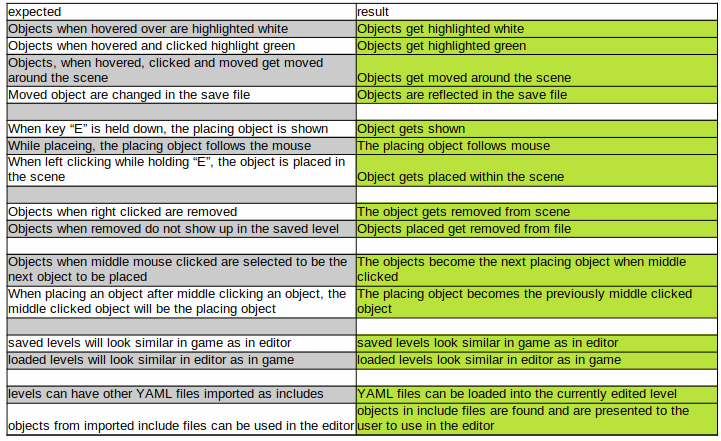 expected result
Objects when hovered over are highlighted white Objects get highlighted white
Objects when hovered and clicked highlight green Objects get highlighted green
Objects, when hovered, clicked and moved get moved
around the scene Objects get moved around the scene
Moved object are changed in the save file Objects are reflected in the save file
When key “E” is held down, the placing object is shown Object gets shown
While placeing, the placing object follows the mouse The placing object follows mouse
When left clicking while holding “E”, the object is placed in
the scene Object gets placed within the scene
Objects when right clicked are removed The object gets removed from scene
Objects when removed do not show up in the saved level Objects placed get removed from file
Objects when middle mouse clicked are selected to be the
next object to be placed
The objects become the next placing object when middle
clicked
When placing an object after middle clicking an object, the
middle clicked object will be the placing object
The placing object becomes the previously middle clicked
object
saved levels will look similar in game as in editor saved levels look similar in game as in editor
loaded levels will look similar in editor as in game loaded levels look similar in editor as in game
levels can have other YAML files imported as includes YAML files can be loaded into the currently edited level
objects from imported include files can be used in the editor
objects in include files are found and are presented to the
user to use in the editor